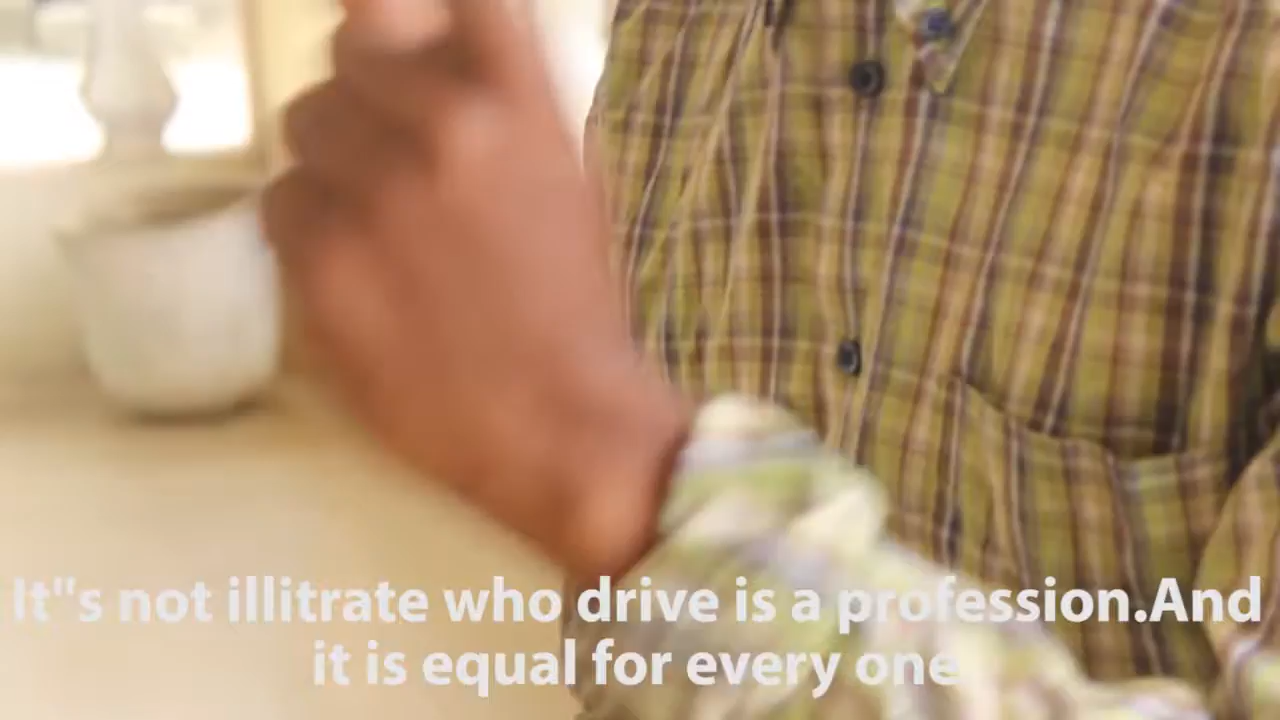 It"s not illitrate who drive is a profession.And
it is equal for every one